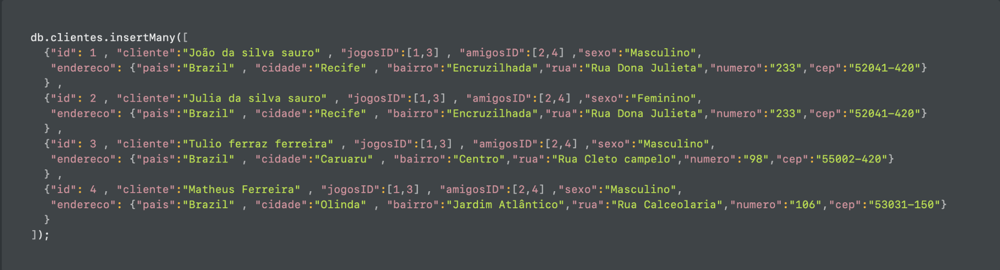 db.clientes.insertMany([
{"id": 1 , "cliente":"João da silva sauro" , "jogosID":[1,3] , "amigosID":[2,4] ,"sexo":"Masculino",
"endereco": {"pais":"Brazil" , "cidade":"Recife" , "bairro":"Encruzilhada","rua":"Rua Dona Julieta","numero":"233","cep":"52041-420"}
} ,
{"id": 2 , "cliente":"Julia da silva sauro" , "jogosID":[1,3] , "amigosID":[2,4] ,"sexo":"Feminino",
"endereco": {"pais":"Brazil" , "cidade":"Recife" , "bairro":"Encruzilhada","rua":"Rua Dona Julieta","numero":"233","cep":"52041-420"}
} ,
{"id": 3 , "cliente":"Tulio ferraz ferreira" , "jogosID":[1,3] , "amigosID":[2,4] ,"sexo":"Masculino",
"endereco": {"pais":"Brazil" , "cidade":"Caruaru" , "bairro":"Centro","rua":"Rua Cleto campelo","numero":"98","cep":"55002-420"}
} ,
{"id": 4 , "cliente":"Matheus Ferreira" , "jogosID":[1,3] , "amigosID":[2,4] ,"sexo":"Masculino",
"endereco": {"pais":"Brazil" , "cidade":"Olinda" , "bairro":"Jardim Atlântico","rua":"Rua Calceolaria","numero":"106","cep":"53031-150"}
}
]);